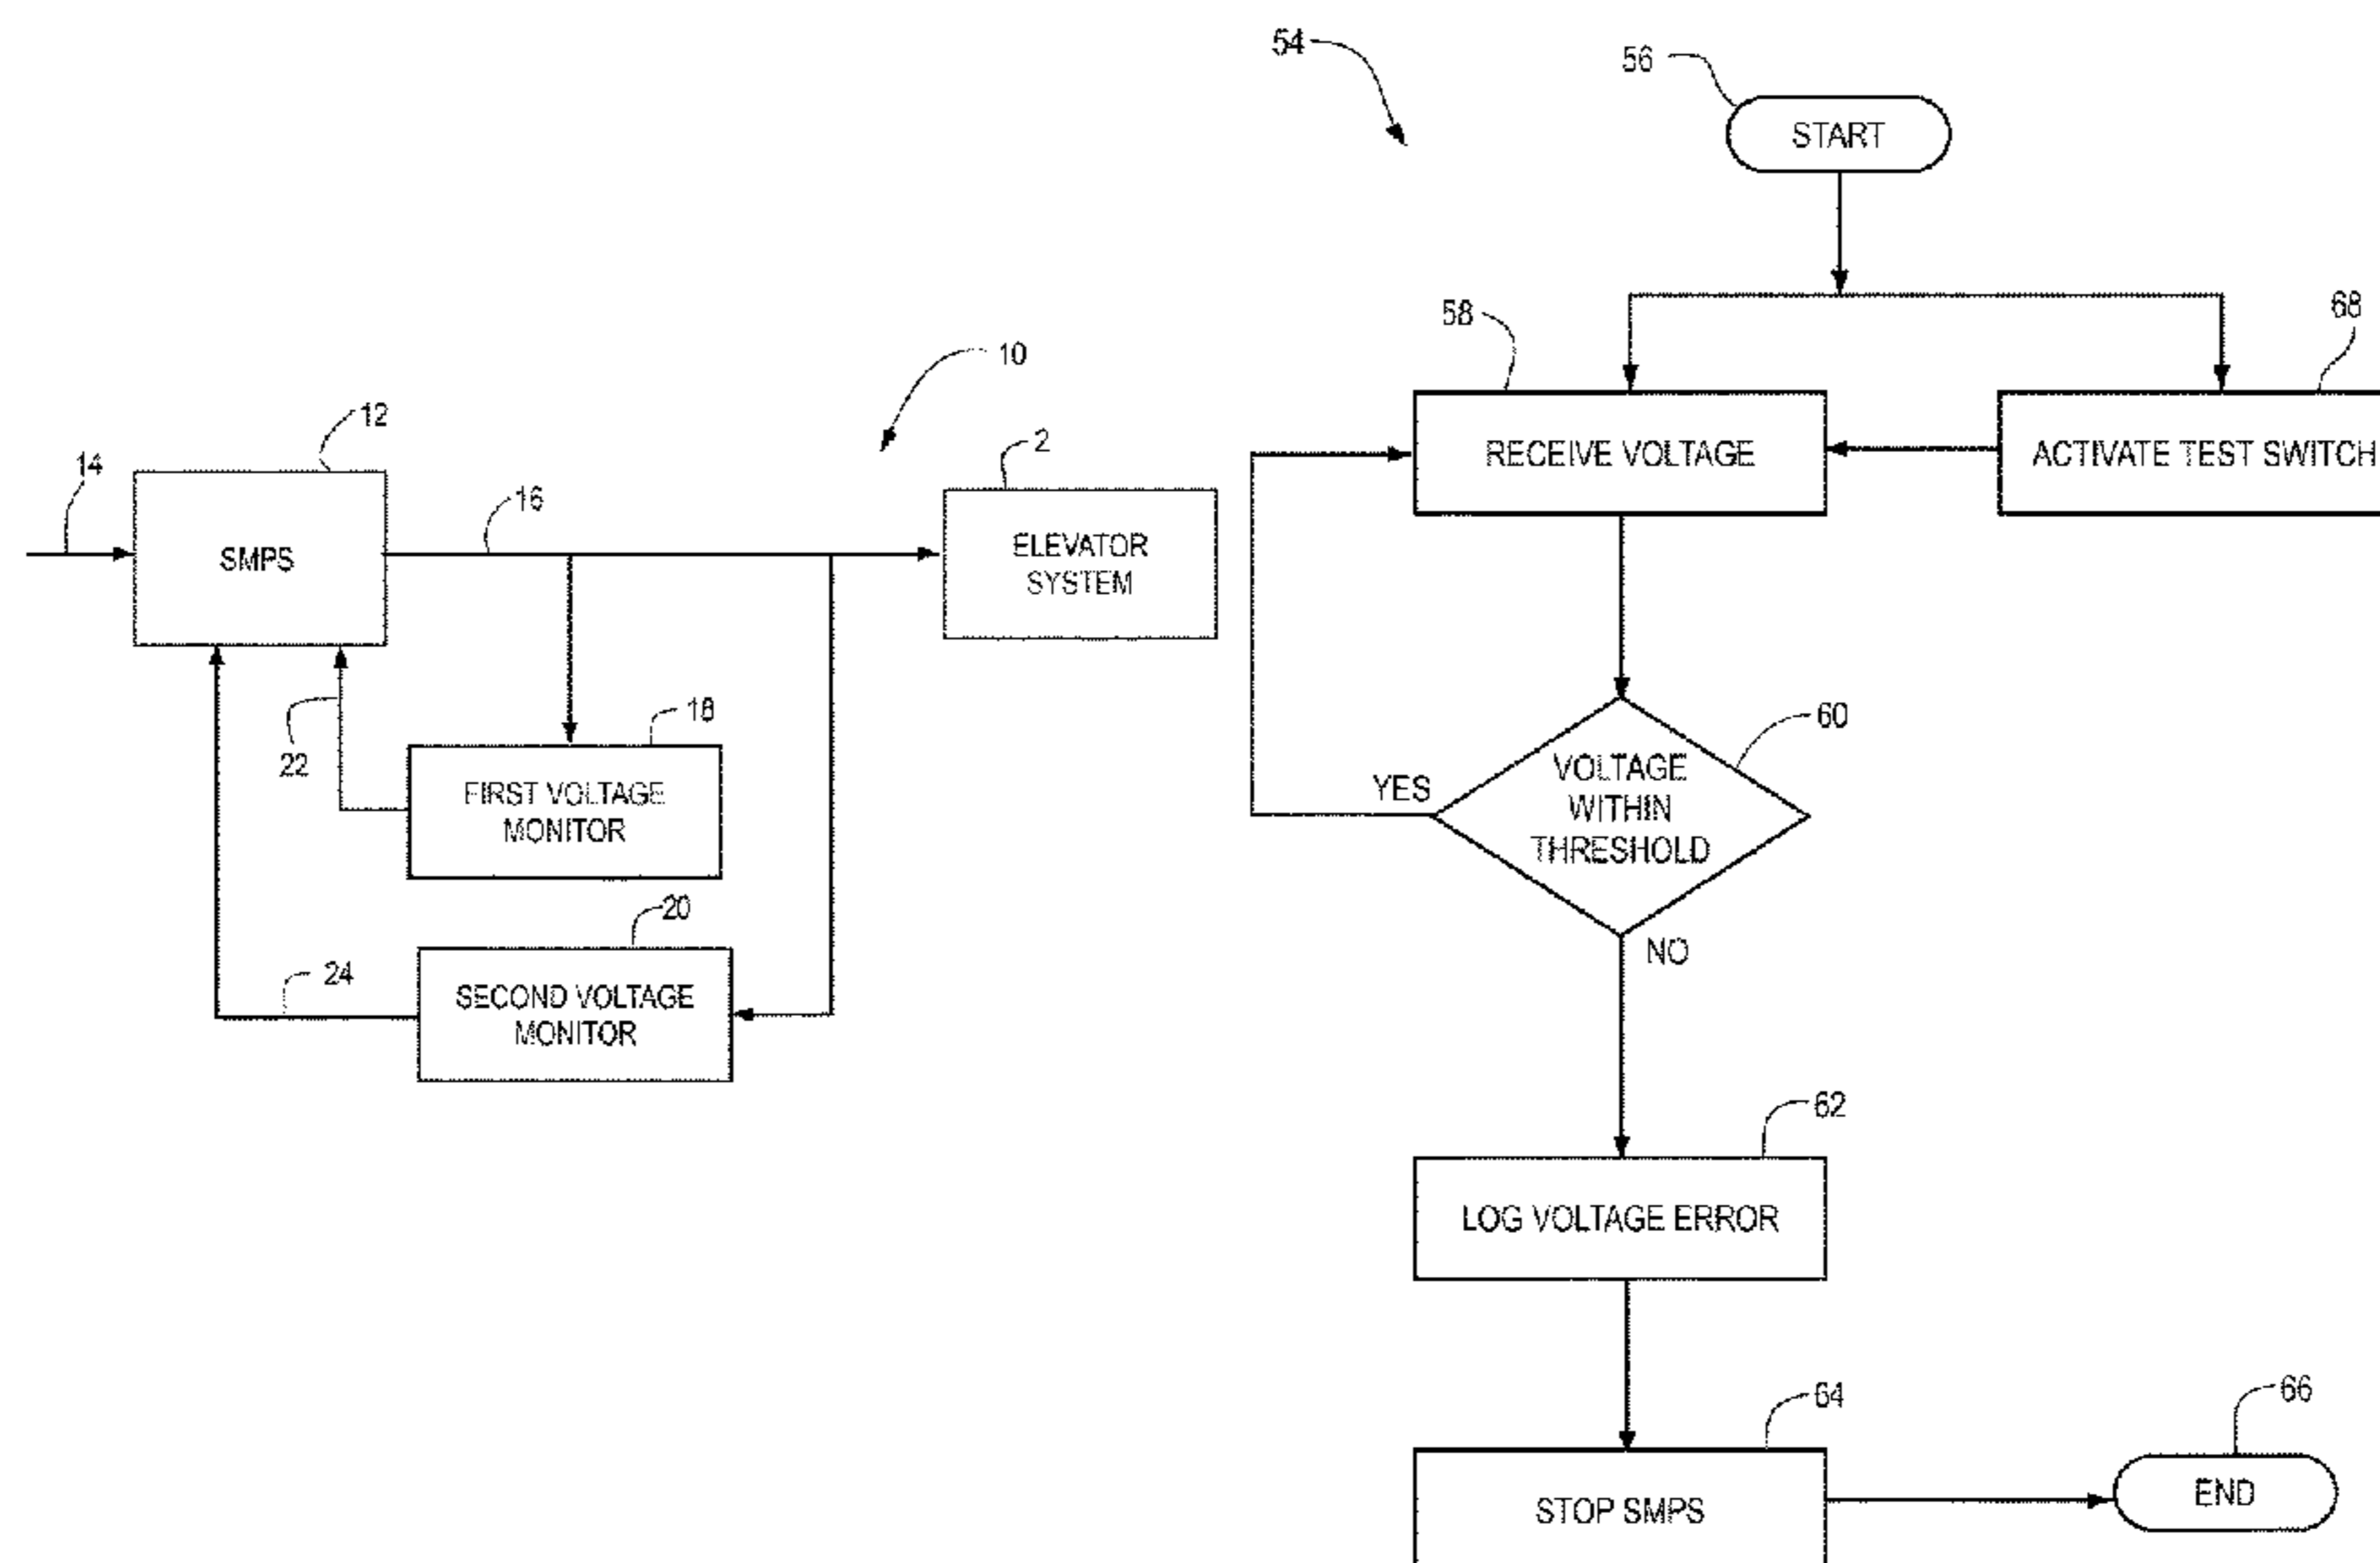 10
12
14
16
2
SMPS
ELEVATOR
SYSTEM
22
18
FIRST VOLTAGE
MONITOR
20
24
SECOND VOLTAGE
MONITOR
54
56
START
58
68
RECEIVE VOLTAGE
ACTIVATE TEST SWITCH
60
VOLTAGE
WITHIN
THRESHOLD
YES
NO
62
LOG VOLTAGE ERROR
64
66
STOP SMPS
END